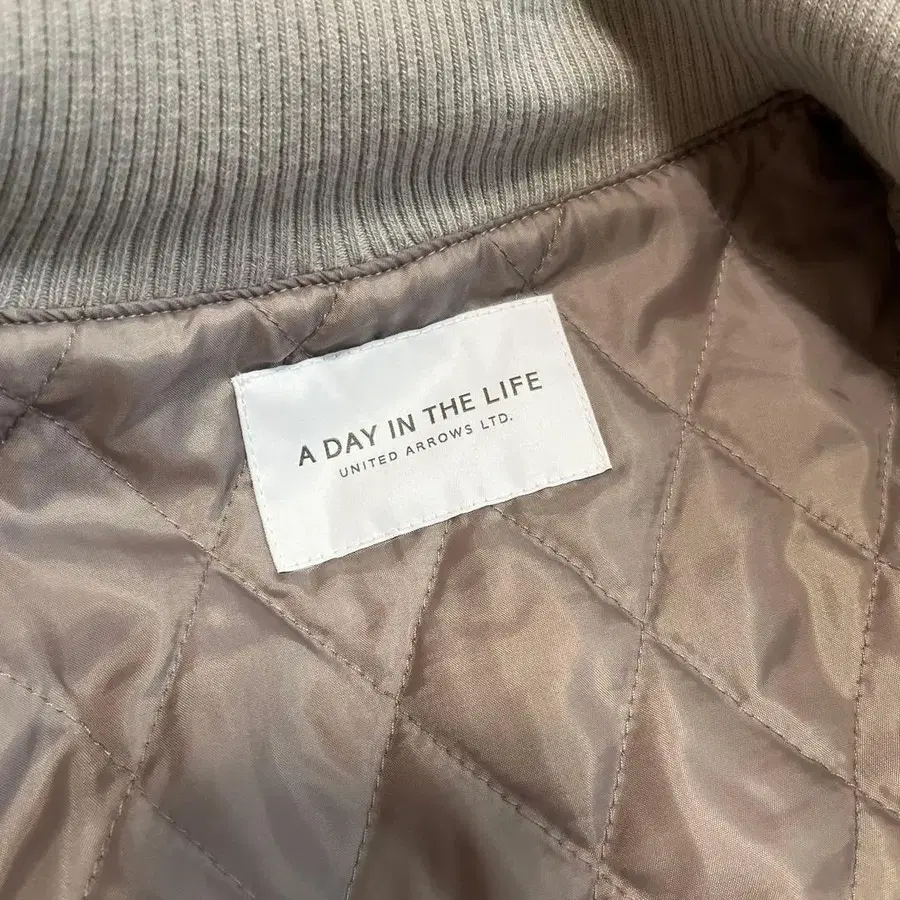 A DAY IN THE LIFE
UNITED ARROWS LTD.